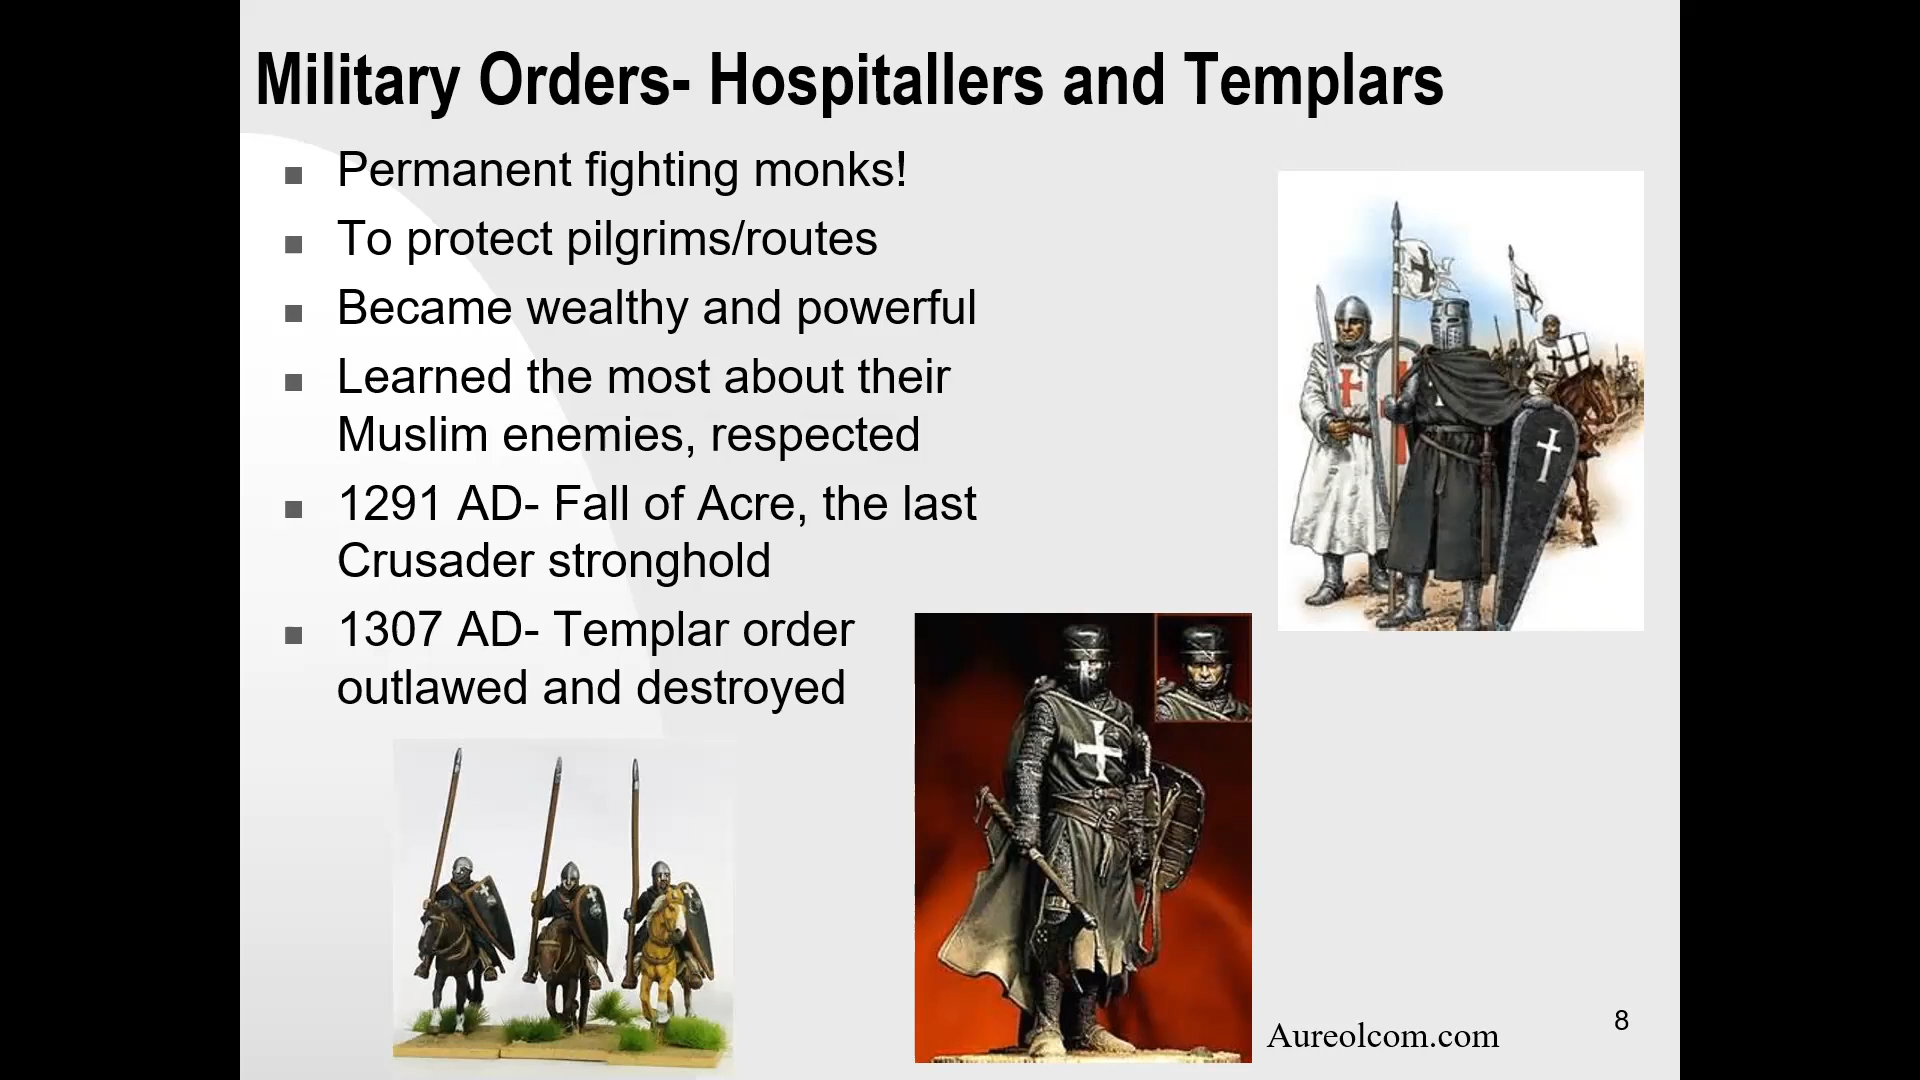 Military Orders- Hospitallers and Templars
Permanent fighting monks!
To protect pilgrims/routes
Became wealthy and powerful
Learned the most about their
Muslim enemies, respected
1291 AD- Fall of Acre, the last
Crusader stronghold
1307 AD- Templar order
outlawed and destroyed
Aureolcom.com
8